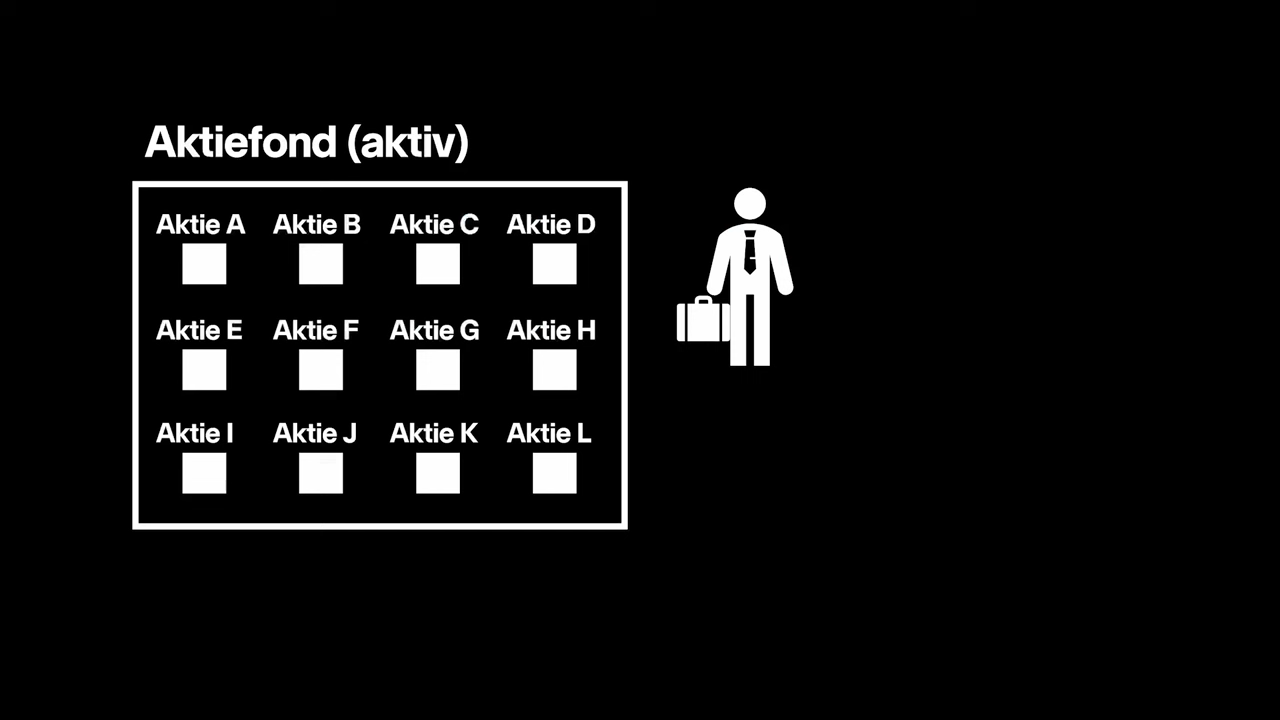 Aktiefond (aktiv)
Aktie A Aktie B Aktie C Aktie D
Aktie E Aktie F Aktie G Aktie H
Aktie I Aktie J Aktie K Aktie L